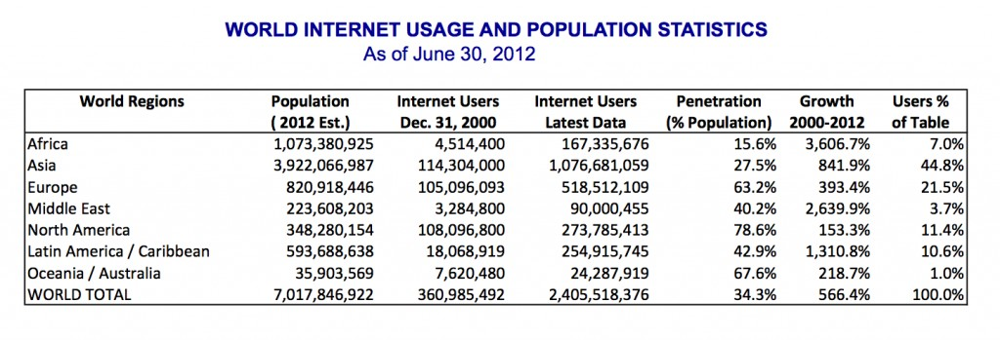 WORLD INTERNET USAGE AND POPULATION STATISTICS
As of June 30, 2012
World Regions Population Internet Users Internet Users Penetration Growth Users %
( 2012 Est.) Dec. 31, 2000 Latest Data (% Population) 2000-2012 of Table
Africa 1,073,380,925 4,514,400 167,335,676 15.6% 3,606.7% 7.0%
Asia 3,922,066,987 114,304,000 1,076,681,059 27.5% 841.9% 44.8%
Europe 820,918,446 105,096,093 518,512,109 63.2% 393.4% 21.5%
Middle East 223,608,203 3,284,800 90,000,455 40.2% 2,639.9% 3.7%
North America 348,280,154 108,096,800 273,785,413 78.6% 153.3% 11.4%
Latin America / Caribbean 593,688,638 18,068,919 254,915,745 42.9% 1,310.8% 10.6%
Oceania / Australia 35,903,569 7,620,480 24,287,919 67.6% 218.7% 1.0%
WORLD TOTAL 7,017,846,922 360,985,492 2,405,518,376 34.3% 566.4% 100.0%